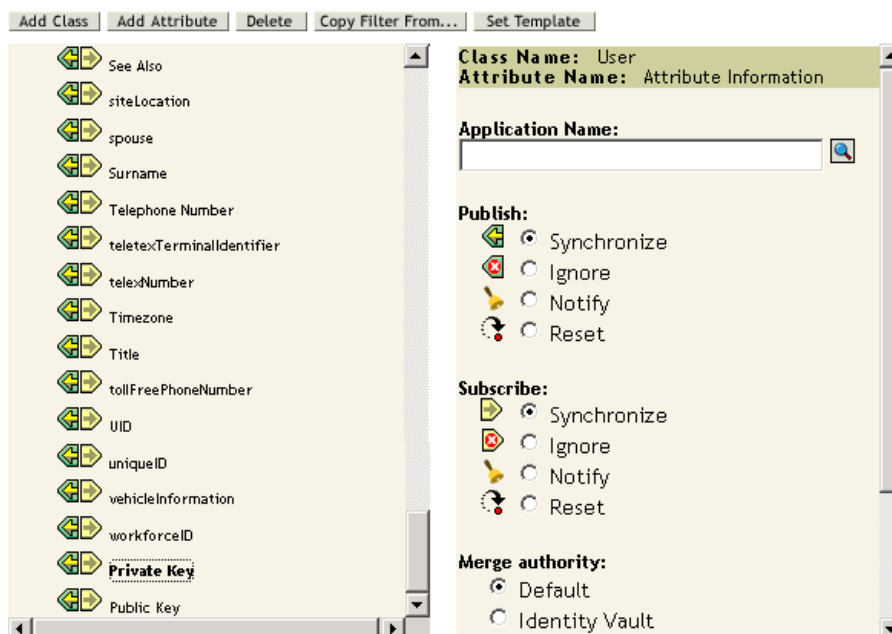 Add Class
Add Attribute
Delete
Copy Filter From...
Set Template
See Also
siteLocation
spouse
Surname
Telephone Number
teletexTerminalIdentifier
telexNumber
Timezone
Title
tollFreePhoneNumber
UID
uniqueID
vehicleInformation
workforceID
Private Key
Public Key
Class Name: User
Attribute Name: Attribute Information
Application Name:
Publish:
Synchronize
Ignore
Notify
Reset
Subscribe:
Synchronize
Ignore
Notify
Reset
Merge authority:
Default
Identity Vault